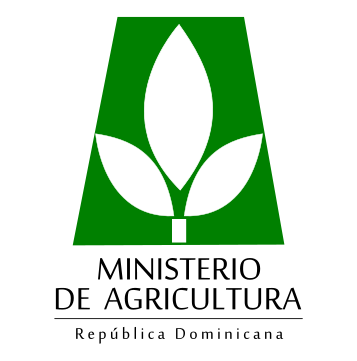 MINISTERIO
DE AGRICULTURA
República Dominicana